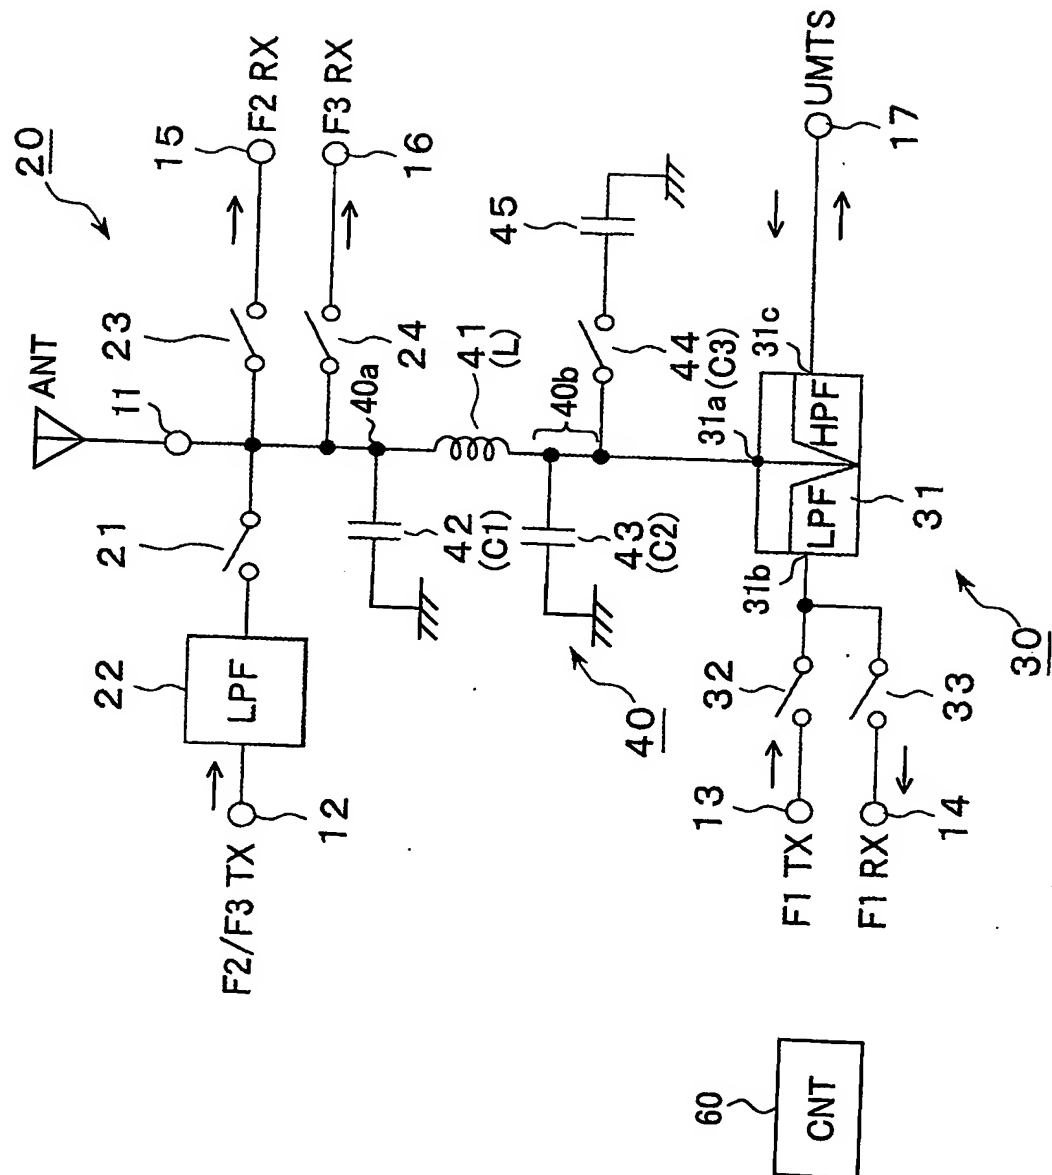 20
ANT
11
21
23
15
F2 RX
22
LPF
F2/F3 TX
12
24
16
F3 RX
40a
41
(L)
42
(C1)
40b
43
(C2)
40
44
(C3)
45
31a
31c
LPF
HPF
31b
31
30
UMTS
17
32
33
F1 TX
13
F1 RX
14
60
CNT